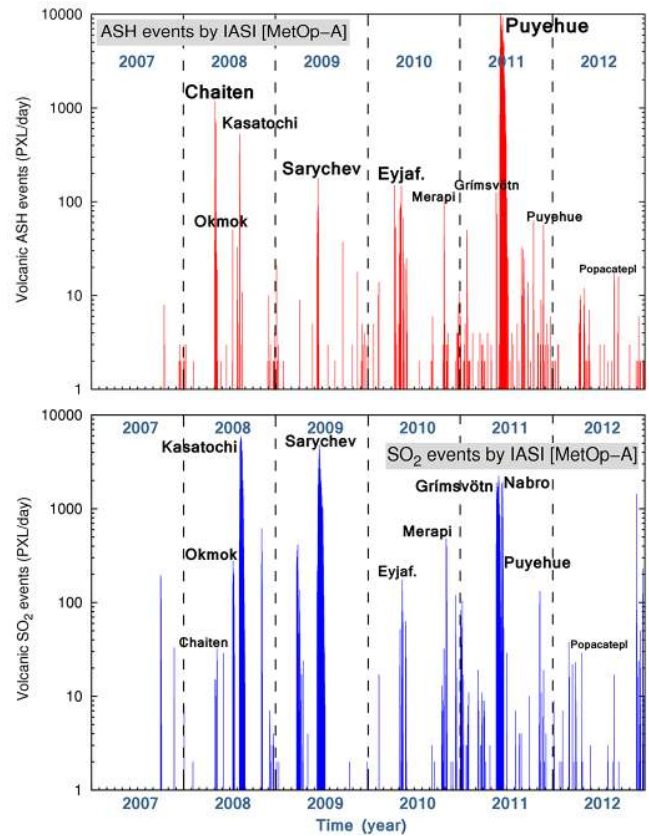 ASH events by IASI [MetOp-A]
Puyehue
2007 2008 2009 2010 2011 2012
10000
Chaiten
1000
Kasatochi
Sarychev
Eyjaf.
Merapi
Grímsvötn
100
Okmok
Puyehue
Popacatepl
10
1
Volcanic ASH events (PXL/day)
10000
2007 2008 2009 2010 2011 2012
Kasatochi
Sarychev
SO2 events by IASI [MetOp-A]
Grímsvötn
Nabro
1000
Merapi
Okmok
Eyjaf.
Puyehue
100
Chaiten
Popacatepl
10
1
Volcanic SO2 events (PXL/day)
2007 2008 2009 2010 2011 2012
Time (year)